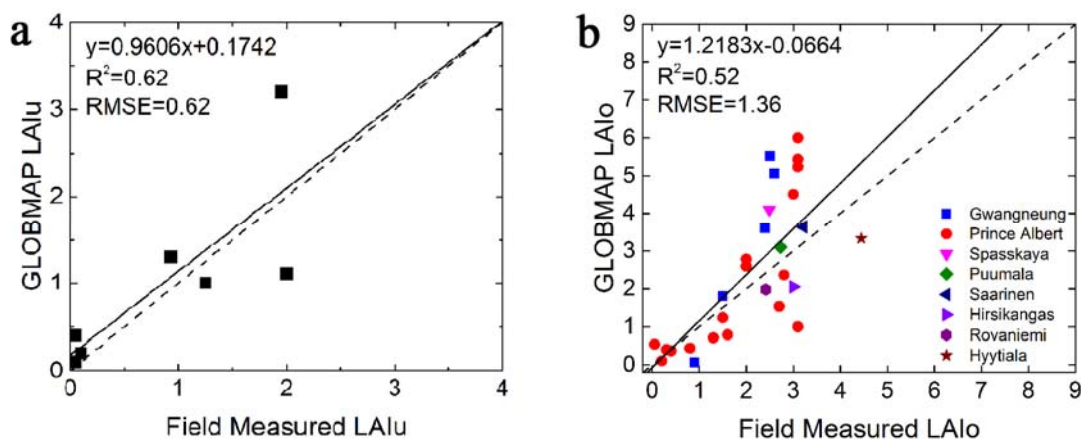 a
y=0.9606x+0.1742
R²=0.62
RMSE=0.62
4
3
2
1
0
0 1 2 3 4
GLOBMAP LAIu
Field Measured LAIu
b
y=1.2183x-0.0664
R²=0.52
RMSE=1.36
9
8
7
6
5
4
3
2
1
0
0 1 2 3 4 5 6 7 8 9
GLOBMAP LAIo
Field Measured LAIo
Gwangneung
Prince Albert
Spasskaya
Puumala
Saarinen
Hirsikangas
Rovaniemi
Hyytiala